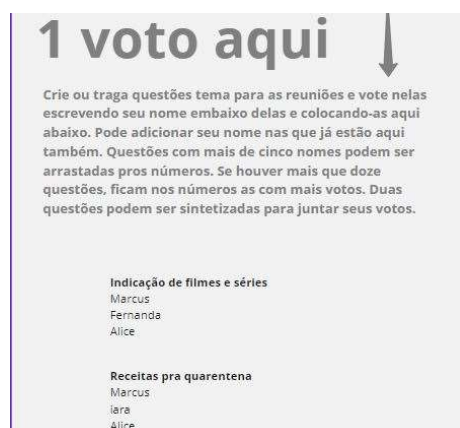 1 voto aqui
Crie ou traga questões tema para as reuniões e vote nelas
escrevendo seu nome embaixo delas e colocando-as aqui
abaixo. Pode adicionar seu nome nas que já estão aqui
também. Questões com mais de cinco nomes podem ser
arrastadas pros números. Se houver mais que doze
questões, ficam nos números as com mais votos. Duas
questões podem ser sintetizadas para juntar seus votos.
Indicação de filmes e séries
Marcus
Fernanda
Alice
Receitas pra quarentena
Marcus
iara
Alice